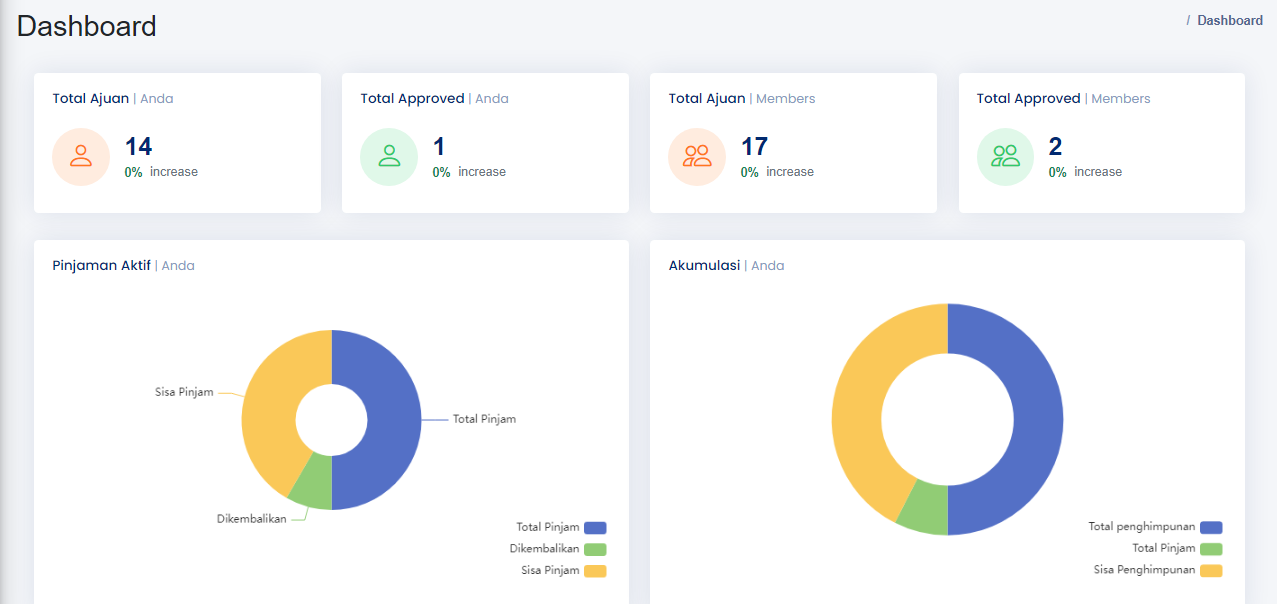 Dashboard
/ Dashboard
Total Ajuan | Anda
14
0% increase
Total Approved | Anda
1
0% increase
Total Ajuan | Members
17
0% increase
Total Approved | Members
2
0% increase
Pinjaman Aktif | Anda
Sisa Pinjam
Total Pinjam
Dikembalikan
Total Pinjam
Dikembalikan
Sisa Pinjam
Akumulasi | Anda
Total penghimpunan
Total Pinjam
Sisa Penghimpunan